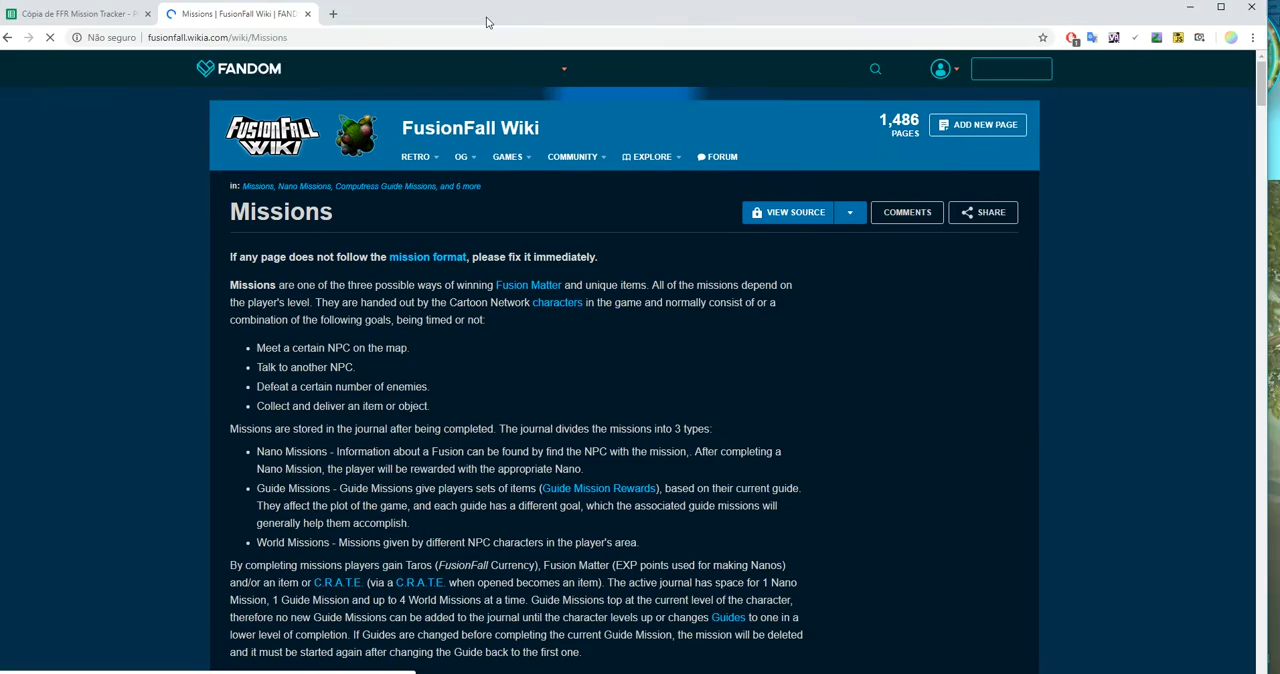 Cópia de FFR Mission Tracker - P
Missions | FusionFall Wiki | FAND
Não seguro
fusionfall.wikia.com/wiki/Missions
1
FANDOM
FUSIONFALL WIKI
FusionFall Wiki
1,486 PAGES
ADD NEW PAGE
RETRO OG GAMES COMMUNITY EXPLORE FORUM
in: Missions, Nano Missions, Computress Guide Missions, and 6 more
Missions
VIEW SOURCE
COMMENTS
SHARE
If any page does not follow the mission format, please fix it immediately.
Missions are one of the three possible ways of winning Fusion Matter and unique items. All of the missions depend on
the player's level. They are handed out by the Cartoon Network characters in the game and normally consist of or a
combination of the following goals, being timed or not:
Meet a certain NPC on the map.
Talk to another NPC.
Defeat a certain number of enemies.
Collect and deliver an item or object.
Missions are stored in the journal after being completed. The journal divides the missions into 3 types:
Nano Missions - Information about a Fusion can be found by find the NPC with the mission,. After completing a
Nano Mission, the player will be rewarded with the appropriate Nano.
Guide Missions - Guide Missions give players sets of items (Guide Mission Rewards), based on their current guide.
They affect the plot of the game, and each guide has a different goal, which the associated guide missions will
generally help them accomplish.
World Missions - Missions given by different NPC characters in the player's area.
By completing missions players gain Taros (FusionFall Currency), Fusion Matter (EXP points used for making Nanos)
and/or an item or C.R.A.T.E. (via a C.R.A.T.E. when opened becomes an item). The active journal has space for 1 Nano
Mission, 1 Guide Mission and up to 4 World Missions at a time. Guide Missions top at the current level of the character,
therefore no new Guide Missions can be added to the journal until the character levels up or changes Guides to one in a
lower level of completion. If Guides are changed before completing the current Guide Mission, the mission will be deleted
and it must be started again after changing the Guide back to the first one.